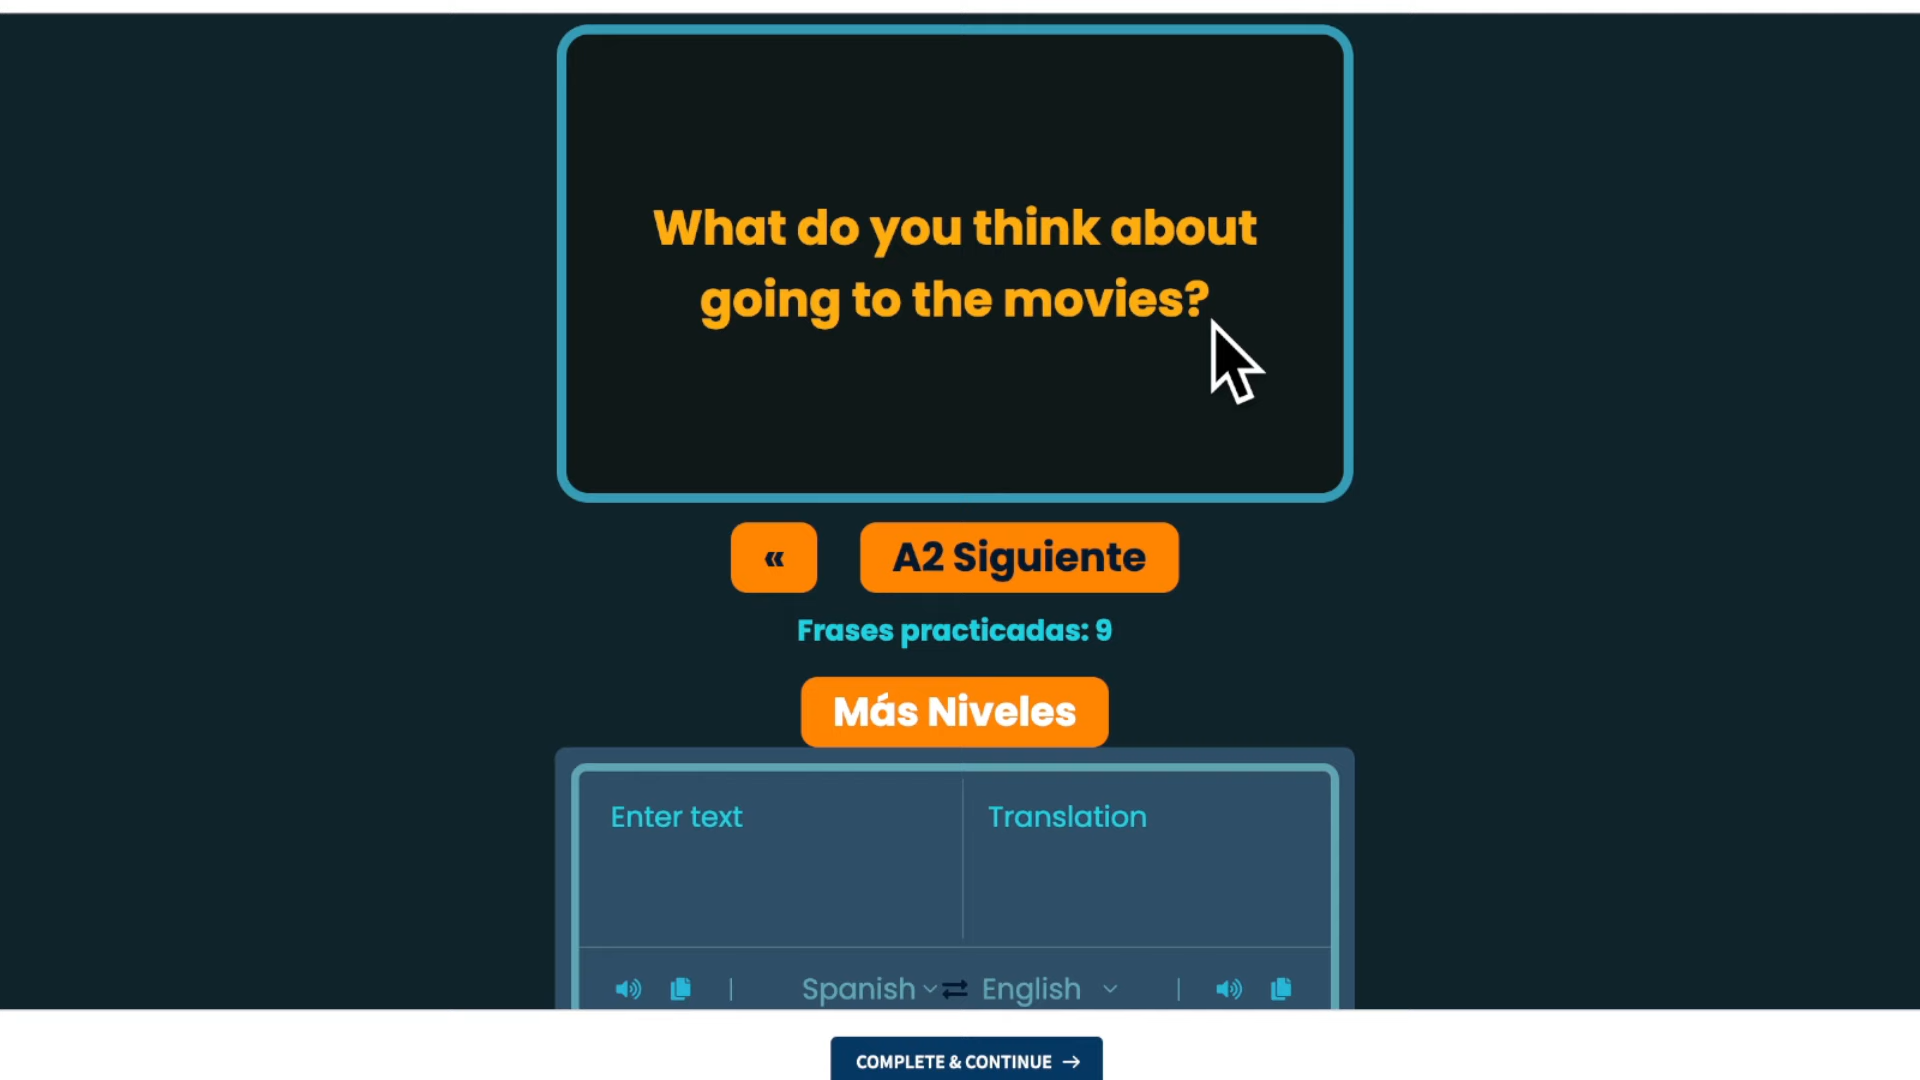 What do you think about
going to the movies?
«
A2 Siguiente
Frases practicadas: 9
Más Niveles
Enter text
Translation
Spanish
English
COMPLETE & CONTINUE →